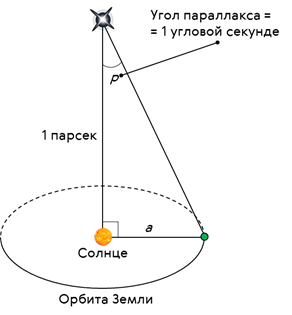 Угол параллакса =
= 1 угловой секунде
p
1 парсек
a
Солнце
Орбита Земли